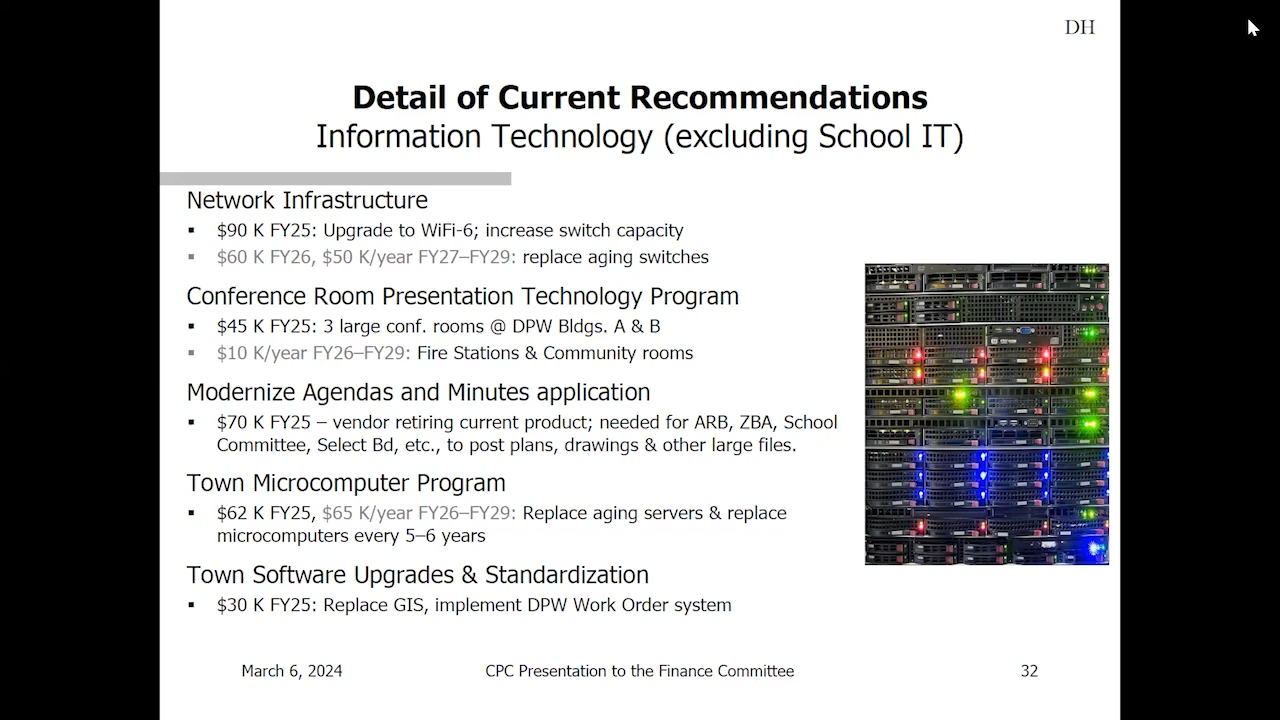 DH
Detail of Current Recommendations
Information Technology (excluding School IT)
Network Infrastructure
▪ $90 K FY25: Upgrade to WiFi-6; increase switch capacity
▪ $60 K FY26, $50 K/year FY27–FY29: replace aging switches
Conference Room Presentation Technology Program
▪ $45 K FY25: 3 large conf. rooms @ DPW Bldgs. A & B
▪ $10 K/year FY26–FY29: Fire Stations & Community rooms
Modernize Agendas and Minutes application
▪ $70 K FY25 – vendor retiring current product; needed for ARB, ZBA, School
Committee, Select Bd, etc., to post plans, drawings & other large files.
Town Microcomputer Program
▪ $62 K FY25, $65 K/year FY26–FY29: Replace aging servers & replace
microcomputers every 5–6 years
Town Software Upgrades & Standardization
▪ $30 K FY25: Replace GIS, implement DPW Work Order system
March 6, 2024
CPC Presentation to the Finance Committee
32